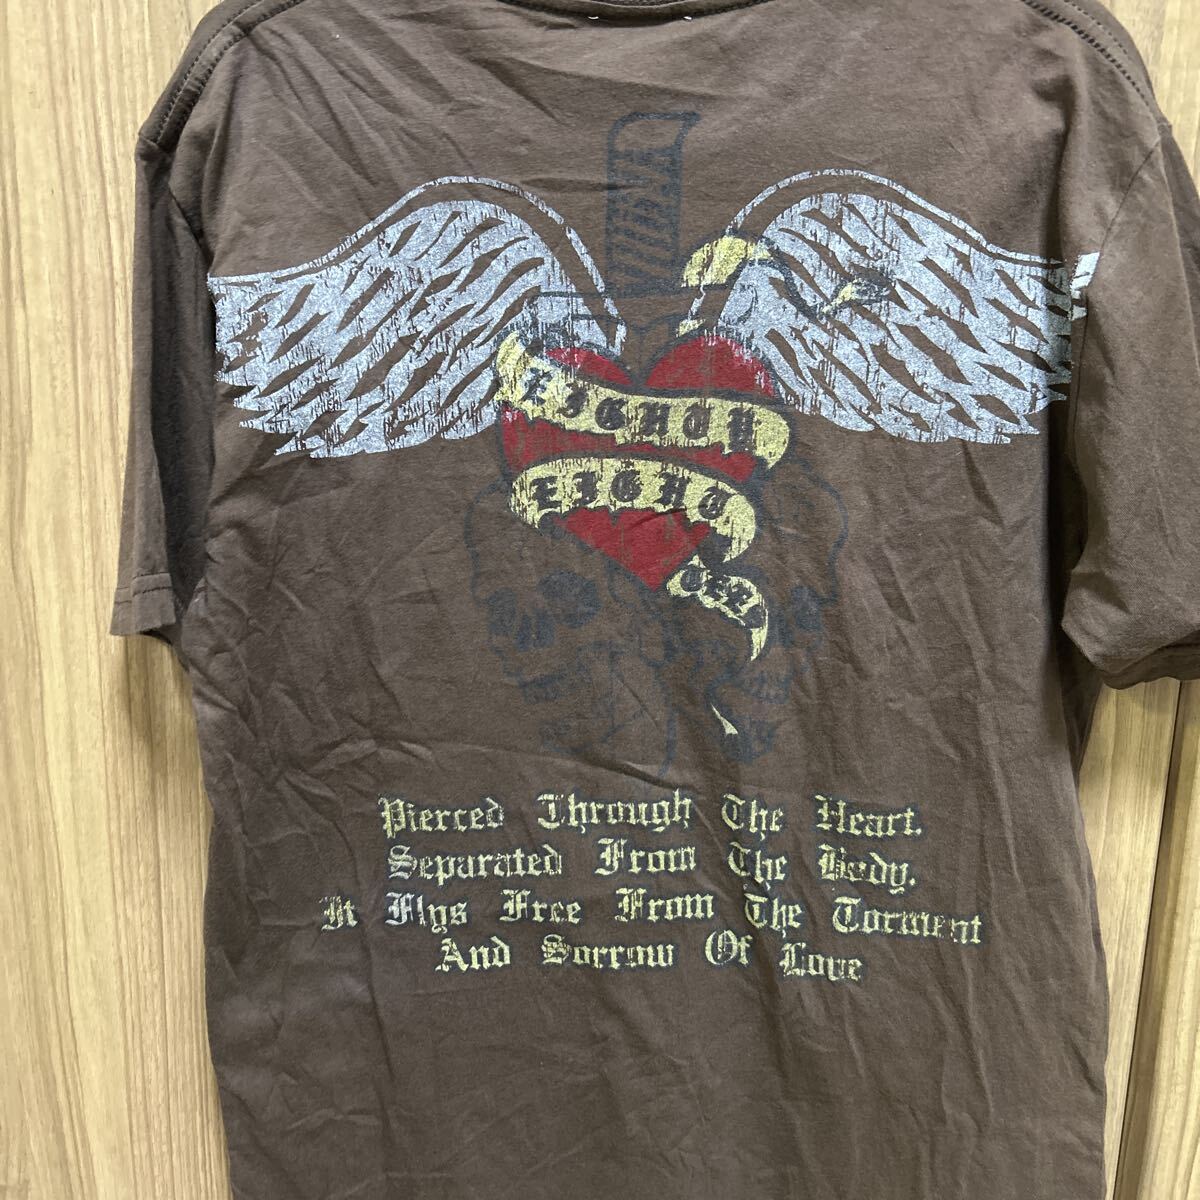 EIGHTY
EIGHT
TEE
Pierced Through The Heart.
Separated From The Body.
It Flys Free From The Torment
And Sorrow Of Love